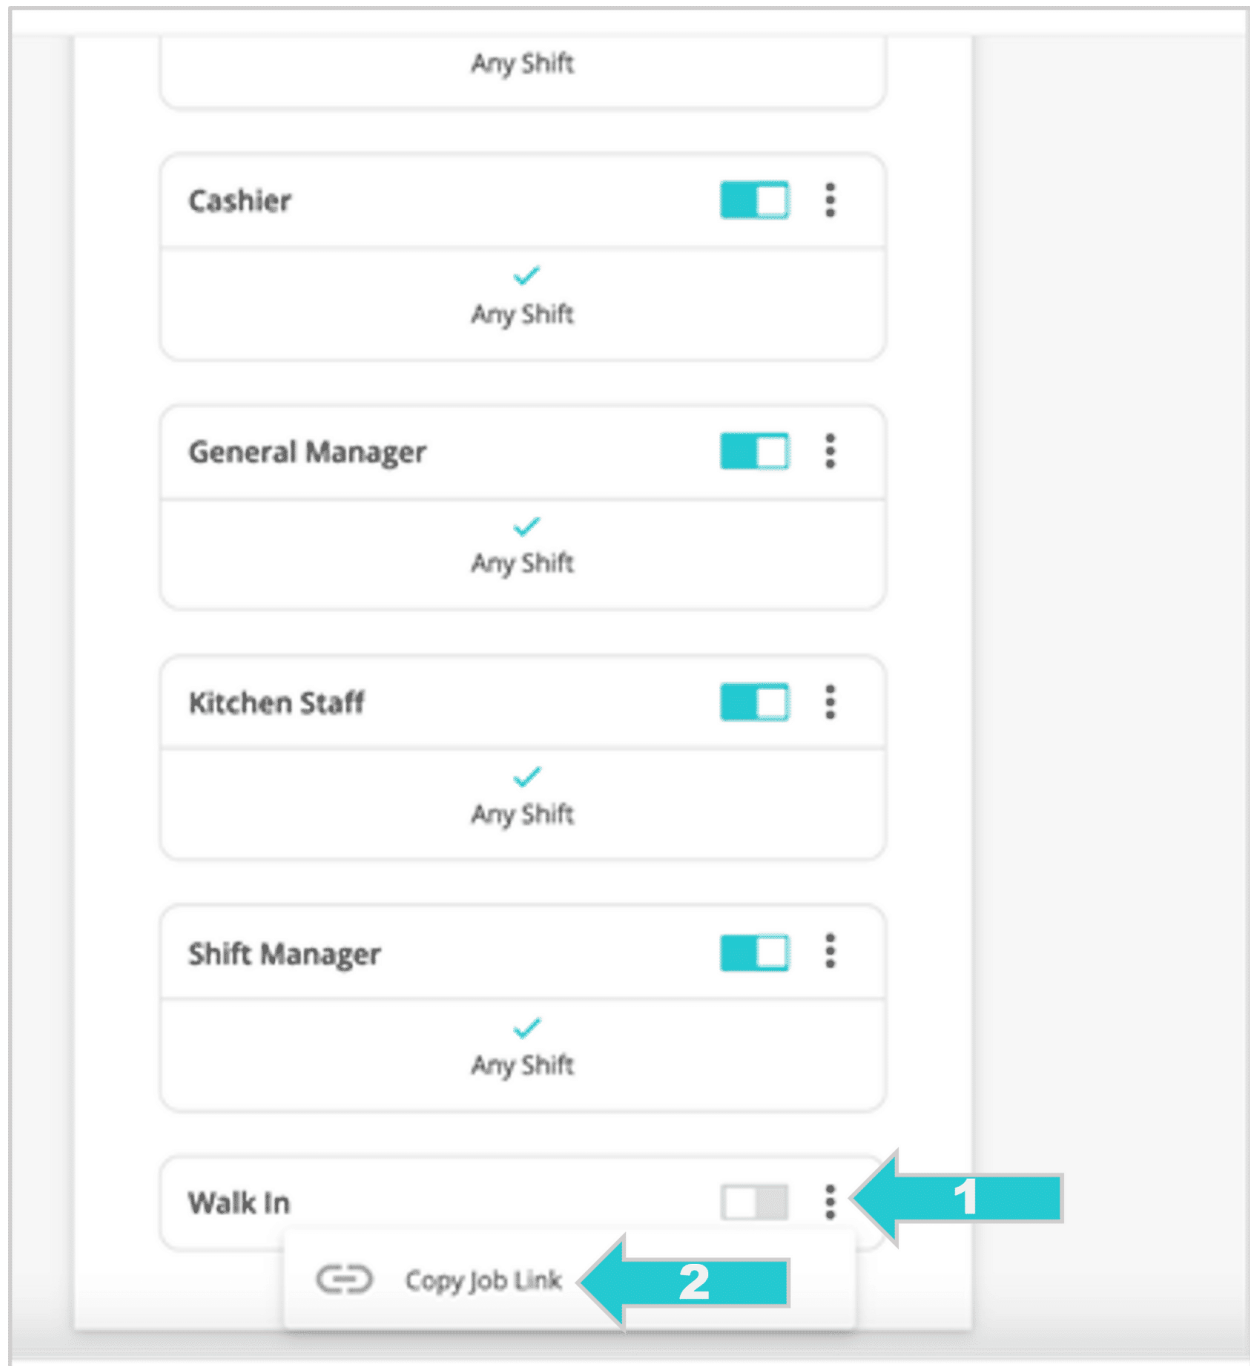 Any Shift
Cashier
Any Shift
General Manager
Any Shift
Kitchen Staff
Any Shift
Shift Manager
Any Shift
Walk In
1
Copy Job Link
2